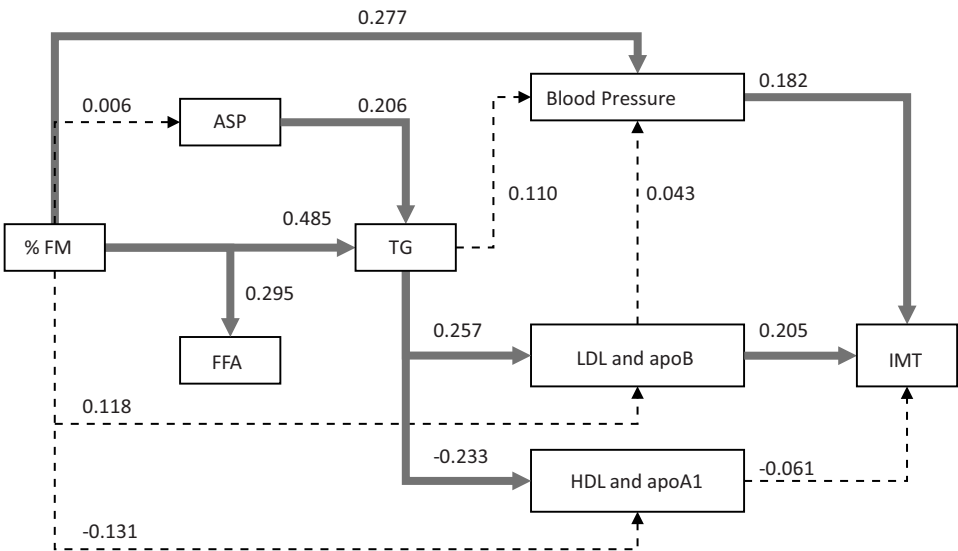 0.277
Blood Pressure
0.182
0.006
ASP
0.206
0.110
0.043
% FM
0.485
TG
0.295
FFA
0.257
LDL and apoB
0.205
IMT
0.118
-0.233
HDL and apoA1
-0.061
-0.131